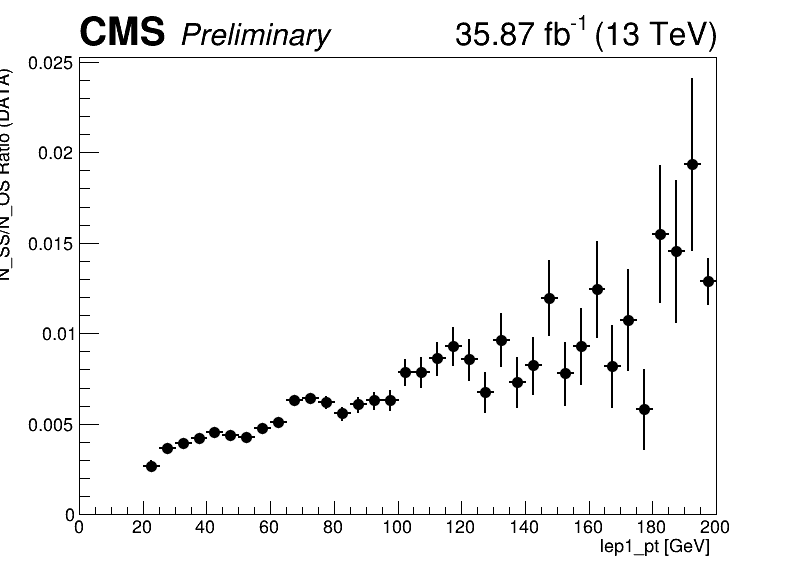 CMS Preliminary 35.87 fb⁻¹ (13 TeV)
N_SS/N_OS Ratio (DATA)
0.025
0.02
0.015
0.01
0.005
0
0 20 40 60 80 100 120 140 160 180 200
lep1_pt [GeV]